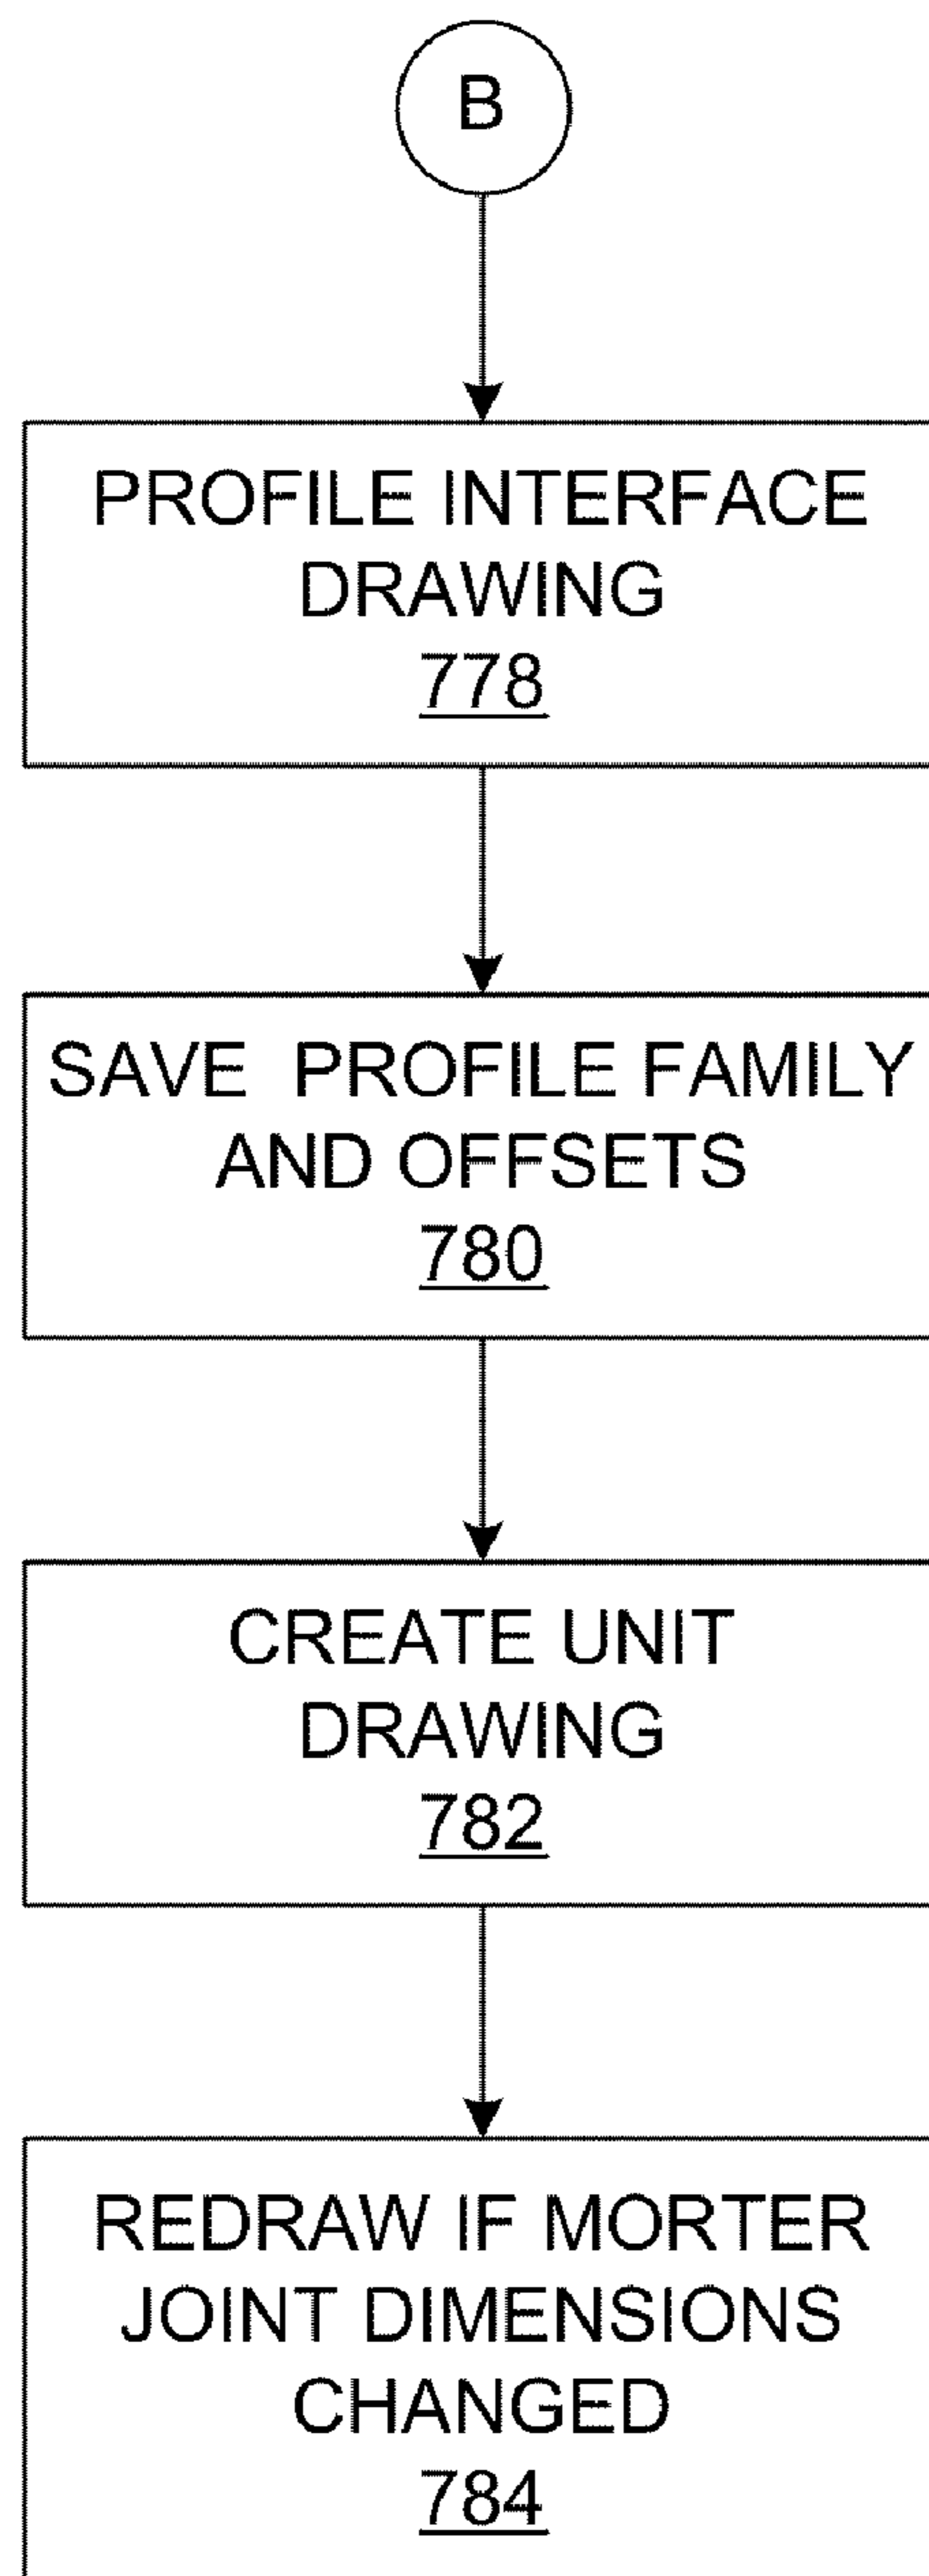 B
PROFILE INTERFACE
DRAWING
778
SAVE PROFILE FAMILY
AND OFFSETS
780
CREATE UNIT
DRAWING
782
REDRAW IF MORTER
JOINT DIMENSIONS
CHANGED
784